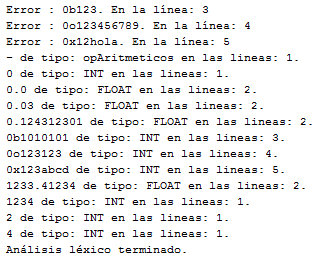 Error : 0b123. En la línea: 3
Error : 0o123456789. En la línea: 4
Error : 0x12hola. En la línea: 5
- de tipo: opAritmeticos en las lineas: 1.
0 de tipo: INT en las lineas: 1.
0.0 de tipo: FLOAT en las lineas: 2.
0.03 de tipo: FLOAT en las lineas: 2.
0.124312301 de tipo: FLOAT en las lineas: 2.
0b1010101 de tipo: INT en las lineas: 3.
0o123123 de tipo: INT en las lineas: 4.
0x123abcd de tipo: INT en las lineas: 5.
1233.41234 de tipo: FLOAT en las lineas: 2.
1234 de tipo: INT en las lineas: 1.
2 de tipo: INT en las lineas: 1.
4 de tipo: INT en las lineas: 1.
Análisis léxico terminado.